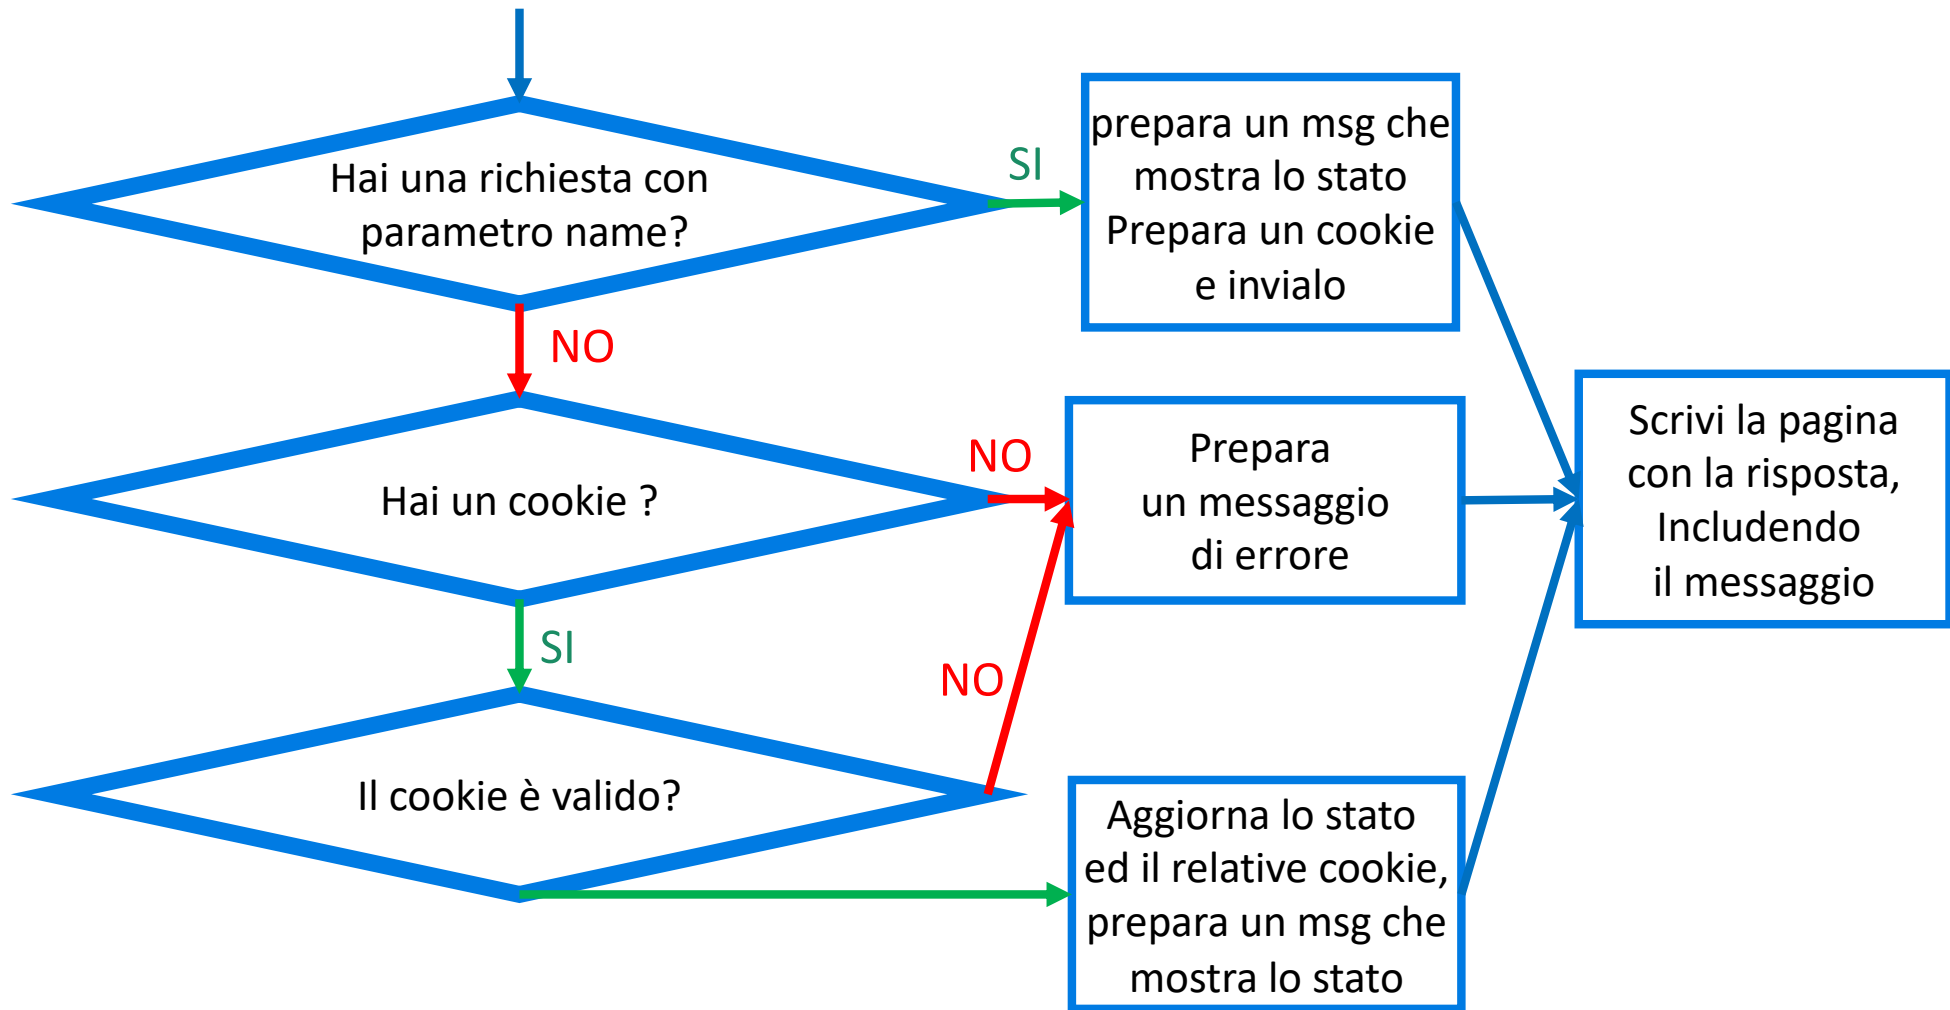 Hai una richiesta con
parametro name?
SI
prepara un msg che
mostra lo stato
Prepara un cookie
e invialo
NO
Hai un cookie ?
NO
Prepara
un messaggio
di errore
Scrivi la pagina
con la risposta,
Includendo
il messaggio
SI
NO
Il cookie è valido?
Aggiorna lo stato
ed il relative cookie,
prepara un msg che
mostra lo stato